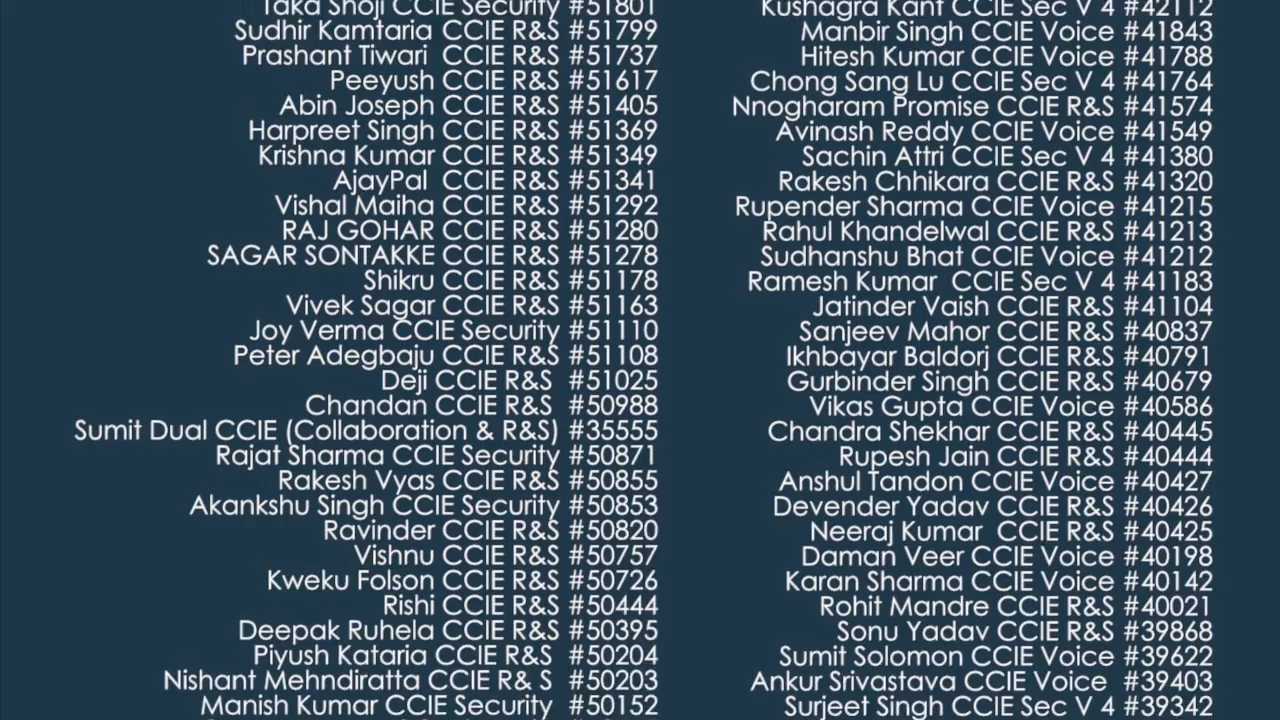 Taka Shoji CCIE Security #51801
Sudhir Kamtaria CCIE R&S #51799
Prashant Tiwari CCIE R&S #51737
Peeyush CCIE R&S #51617
Abin Joseph CCIE R&S #51405
Harpreet Singh CCIE R&S #51369
Krishna Kumar CCIE R&S #51349
AjayPal CCIE R&S #51341
Vishal Maiha CCIE R&S #51292
RAJ GOHAR CCIE R&S #51280
SAGAR SONTAKKE CCIE R&S #51278
Shikru CCIE R&S #51178
Vivek Sagar CCIE R&S #51163
Joy Verma CCIE Security #51110
Peter Adegbaju CCIE R&S #51108
Deji CCIE R&S #51025
Chandan CCIE R&S #50988
Sumit Dual CCIE (Collaboration & R&S) #35555
Rajat Sharma CCIE Security #50871
Rakesh Vyas CCIE R&S #50855
Akankshu Singh CCIE Security #50853
Ravinder CCIE R&S #50820
Vishnu CCIE R&S #50757
Kweku Folson CCIE R&S #50726
Rishi CCIE R&S #50444
Deepak Ruhela CCIE R&S #50395
Piyush Kataria CCIE R&S #50204
Nishant Mehndiratta CCIE R& S #50203
Manish Kumar CCIE Security #50152
Kushagra Kant CCIE Sec V 4 #42112
Manbir Singh CCIE Voice #41843
Hitesh Kumar CCIE Voice #41788
Chong Sang Lu CCIE Sec V 4 #41764
Nnogharam Promise CCIE R&S #41574
Avinash Reddy CCIE Voice #41549
Sachin Attri CCIE Sec V 4 #41380
Rakesh Chhikara CCIE R&S #41320
Rupender Sharma CCIE Voice #41215
Rahul Khandelwal CCIE R&S #41213
Sudhanshu Bhat CCIE Voice #41212
Ramesh Kumar CCIE Sec V 4 #41183
Jatinder Vaish CCIE R&S #41104
Sanjeev Mahor CCIE R&S #40837
Ikhbayar Baldorj CCIE R&S #40791
Gurbinder Singh CCIE R&S #40679
Vikas Gupta CCIE Voice #40586
Chandra Shekhar CCIE R&S #40445
Rupesh Jain CCIE R&S #40444
Anshul Tandon CCIE Voice #40427
Devender Yadav CCIE R&S #40426
Neeraj Kumar CCIE R&S #40425
Daman Veer CCIE Voice #40198
Karan Sharma CCIE Voice #40142
Rohit Mandre CCIE R&S #40021
Sonu Yadav CCIE R&S #39868
Sumit Solomon CCIE Voice #39622
Ankur Srivastava CCIE Voice #39403
Surjeet Singh CCIE Sec V 4 #39342